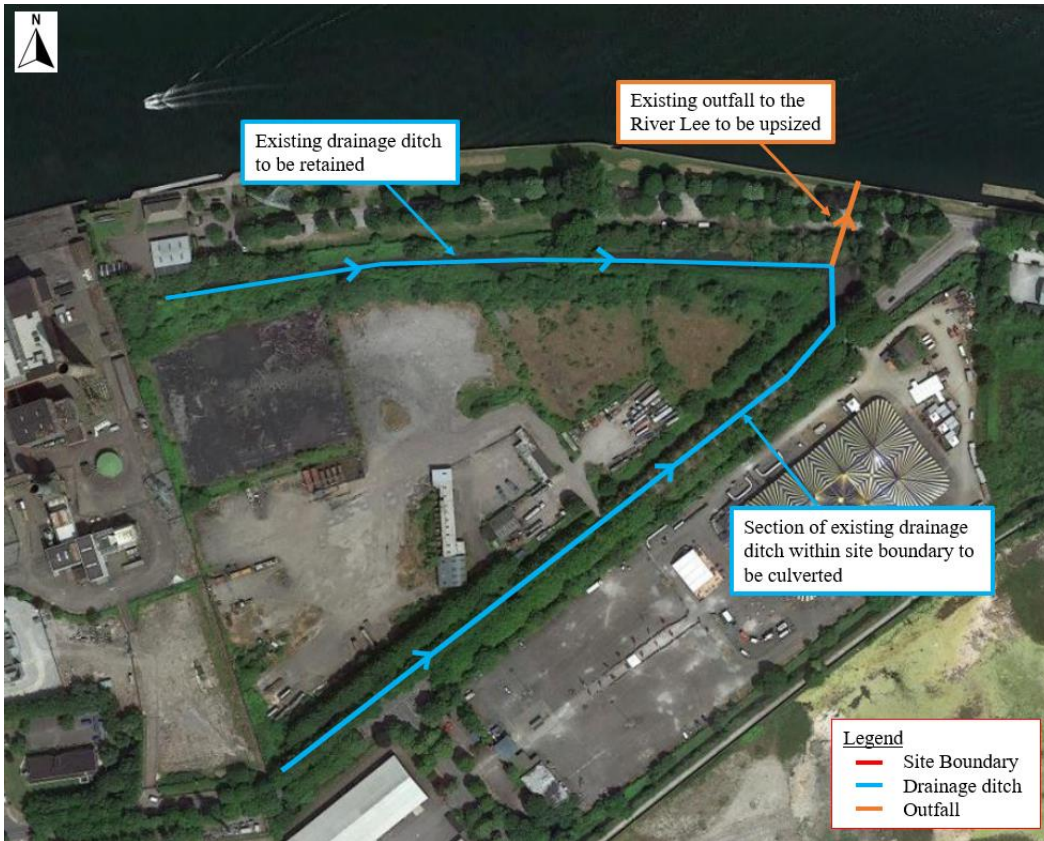 N
Existing outfall to the
River Lee to be upsized
Existing drainage ditch
to be retained
Section of existing drainage
ditch within site boundary to
be culverted
Legend
Site Boundary
Drainage ditch
Outfall